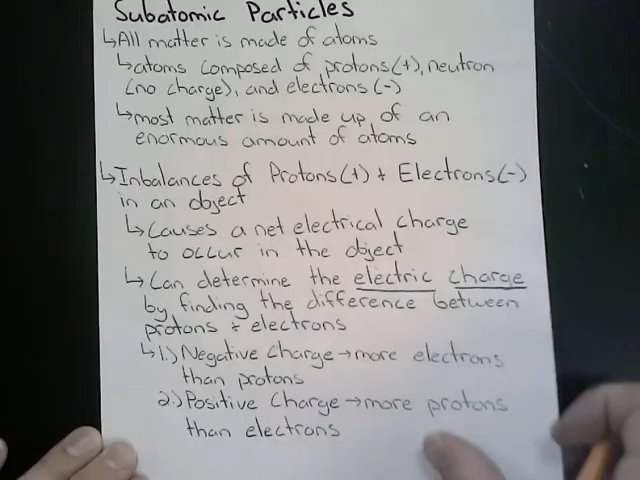 Subatomic Particles
↳All matter is made of atoms
↳atoms composed of protons(+), neutron
(no charge), and electrons(-)
↳most matter is made up of an
enormous amount of atoms
↳Inbalances of Protons(+) + Electrons(-)
in an object
↳Causes a net electrical charge
to occur in the object
↳Can determine the electric charge
by finding the difference between
protons + electrons
↳1.) Negative Charge→more electrons
than protons
2.) Positive Charge→more protons
than electrons